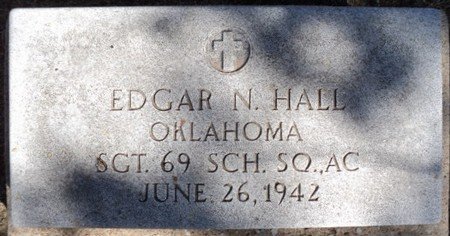 EDGAR N. HALL
OKLAHOMA
SGT. 69 SCH. SQ., AC
JUNE 26, 1942